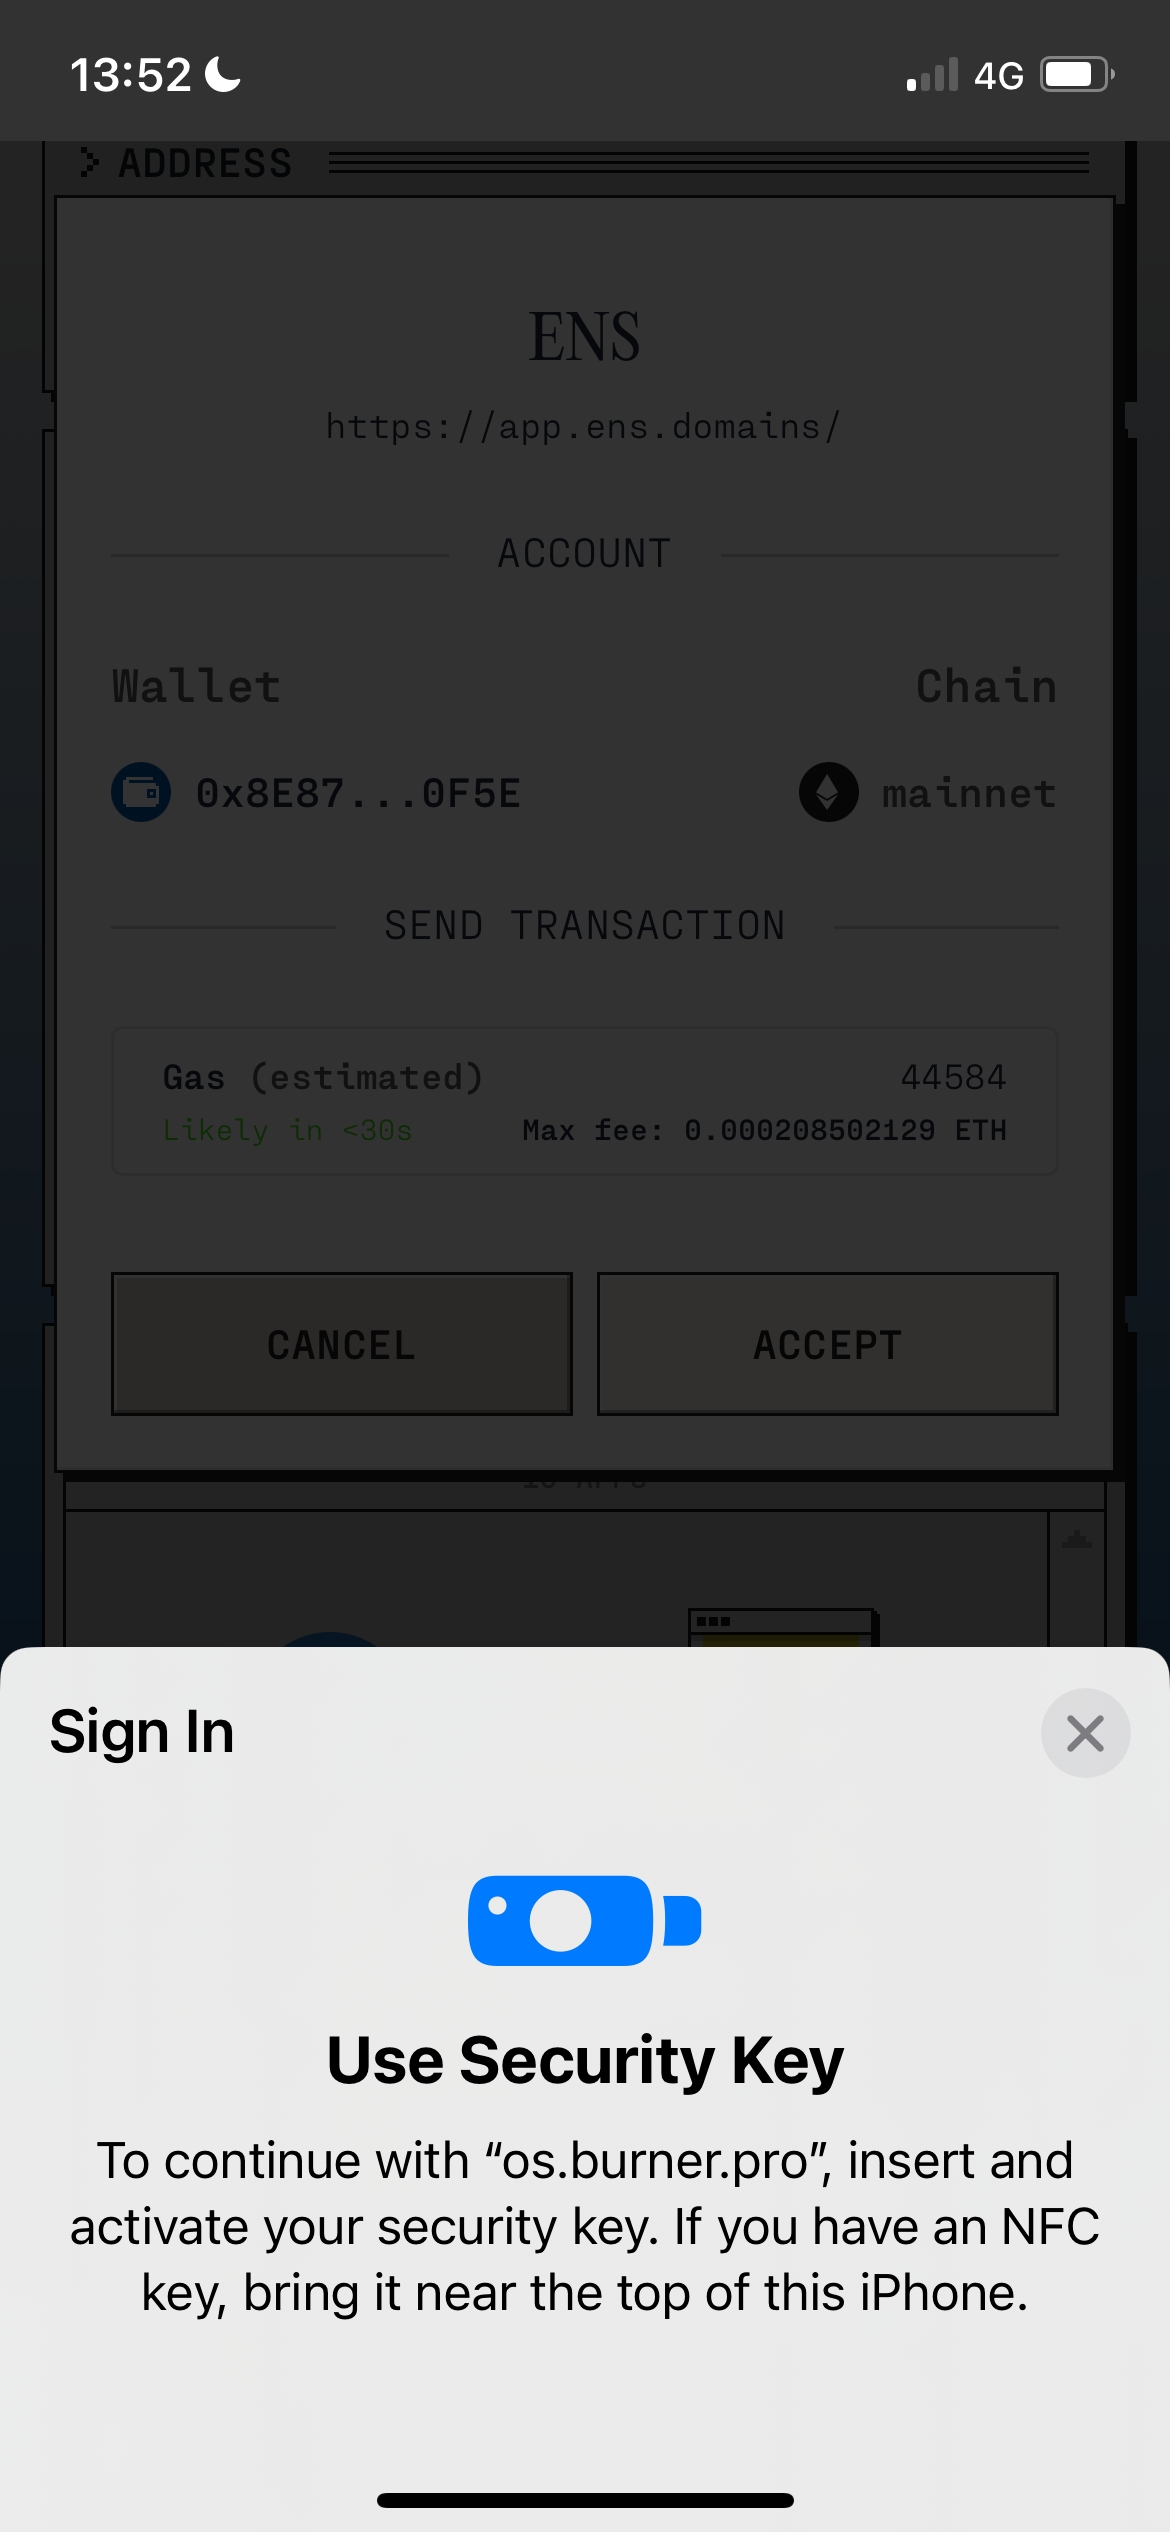 13:52
4G
ADDRESS
ENS
https://app.ens.domains/
ACCOUNT
Wallet Chain
0x8E87...0F5E mainnet
SEND TRANSACTION
Gas (estimated) 44584
Likely in <30s Max fee: 0.000208502129 ETH
CANCEL ACCEPT
Sign In
Use Security Key
To continue with “os.burner.pro”, insert and
activate your security key. If you have an NFC
key, bring it near the top of this iPhone.